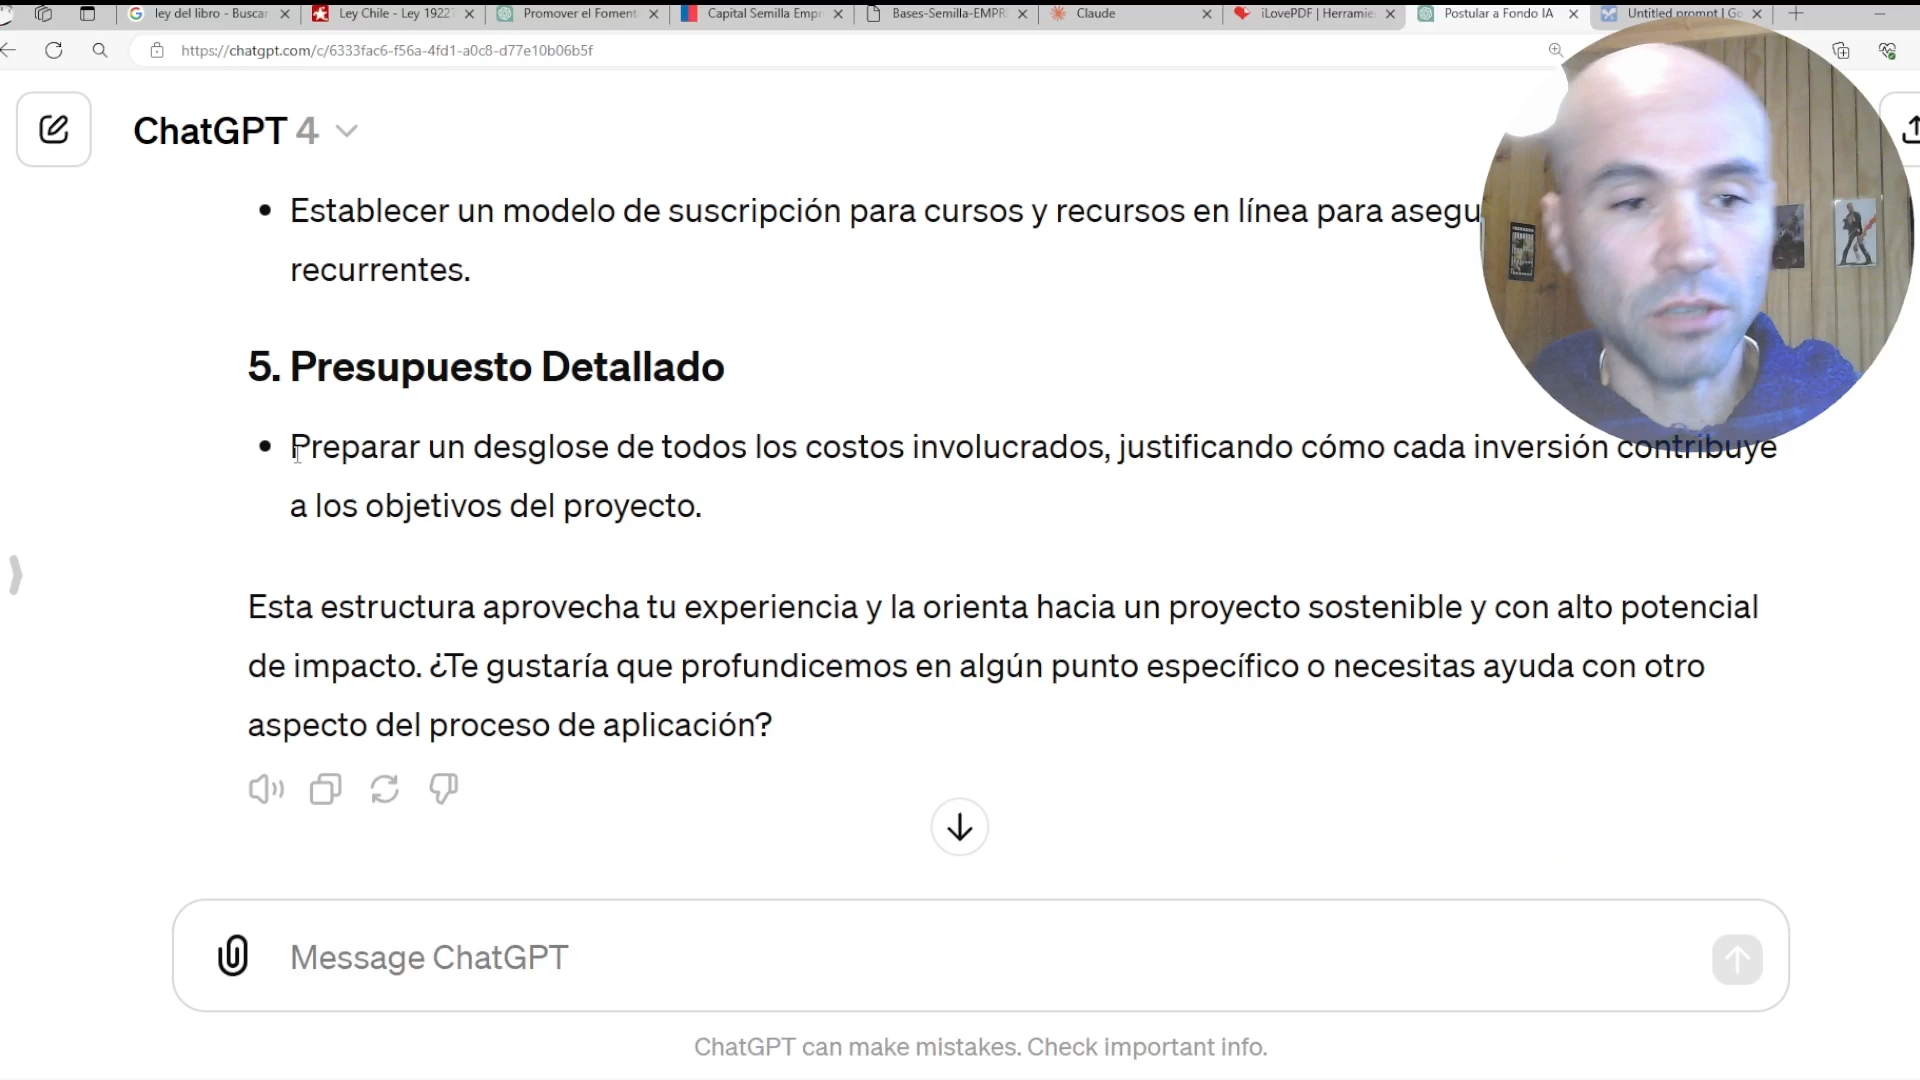 ley del libro - Buscar
Ley Chile - Ley 1922
Promover el Foment
Capital Semilla Empr
Bases-Semilla-EMPR
Claude
iLovePDF | Herramie
Postular a Fondo IA
Untitled prompt | Go
https://chatgpt.com/c/6333fac6-f56a-4fd1-a0c8-d77e10b06b5f
ChatGPT 4
• Establecer un modelo de suscripción para cursos y recursos en línea para asegu
recurrentes.
5. Presupuesto Detallado
• Preparar un desglose de todos los costos involucrados, justificando cómo cada inversión contribuye
a los objetivos del proyecto.
Esta estructura aprovecha tu experiencia y la orienta hacia un proyecto sostenible y con alto potencial
de impacto. ¿Te gustaría que profundicemos en algún punto específico o necesitas ayuda con otro
aspecto del proceso de aplicación?
Message ChatGPT
ChatGPT can make mistakes. Check important info.